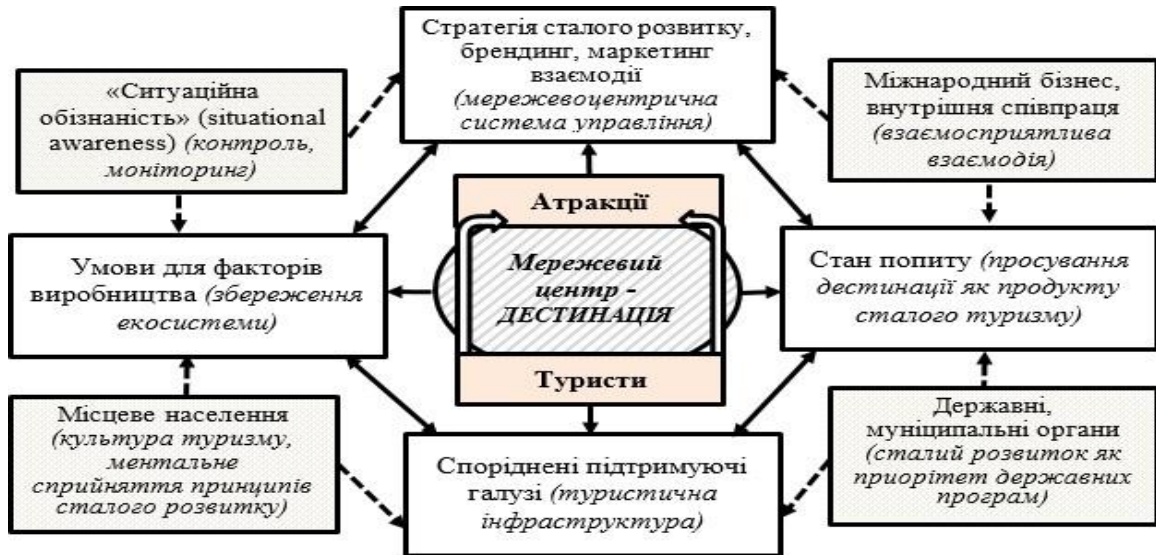 Стратегія сталого розвитку,
брендинг, маркетинг
взаємодії
(мережевоцентрична
система управління)
«Ситуаційна
обізнаність» (situational
awareness) (контроль,
моніторинг)
Міжнародний бізнес,
внутрішня співпраця
(взаємосприятлива
взаємодія)
Атракції
Умови для факторів
виробництва (збереження
екосистеми)
Мережевий
центр -
ДЕСТИНАЦІЯ
Стан попиту (просування
дестинації як продукту
сталого туризму)
Туристи
Місцеве населення
(культура туризму,
ментальне
сприйняття принципів
сталого розвитку)
Споріднені підтримуючі
галузі (туристична
інфраструктура)
Державні,
муніципальні органи
(сталий розвиток як
приорітет державних
програм)